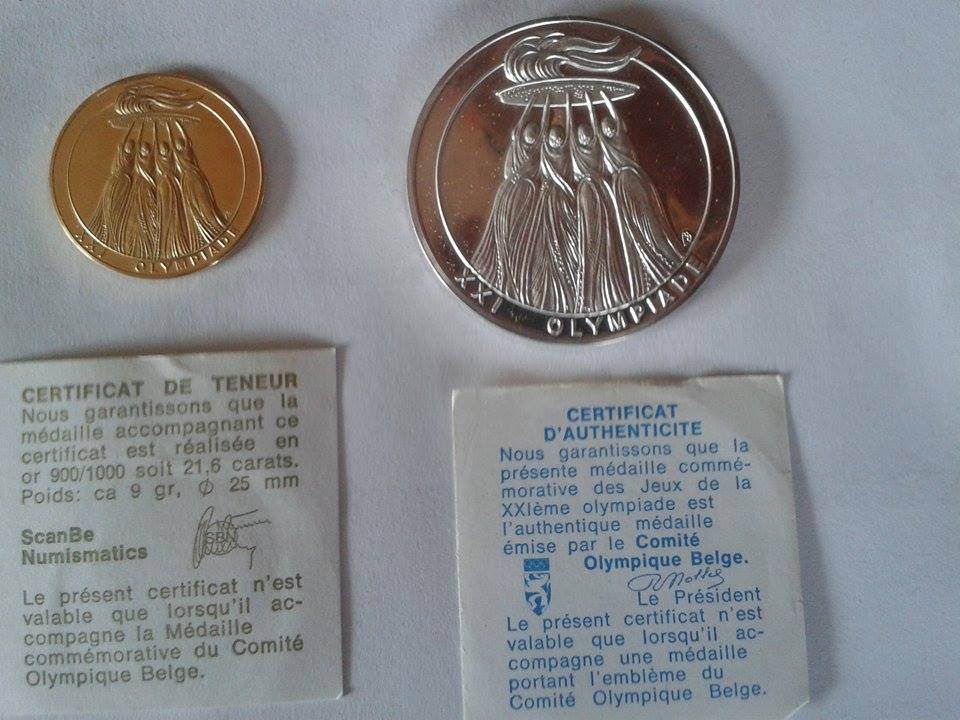 XXI OLYMPIADE
XXI OLYMPIADE
CERTIFICAT DE TENEUR
Nous garantissons que la
médaille accompagnant ce
certificat est réalisée en
or 900/1000 soit 21,6 carats.
Poids: ca 9 gr, ∅ 25 mm
ScanBe
Numismatics
SBN
Le présent certificat n'est
valable que lorsqu'il ac-
compagne la Médaille
commémorative du Comité
Olympique Belge.
CERTIFICAT
D'AUTHENTICITE
Nous garantissons que la
présente médaille commé-
morative des Jeux de la
XXIème olympiade est
l'authentique médaille
émise par le Comité
Olympique Belge.
Le Président
Le présent certificat n'est
valable que lorsqu'il ac-
compagne une médaille
portant l'emblème du
Comité Olympique Belge.